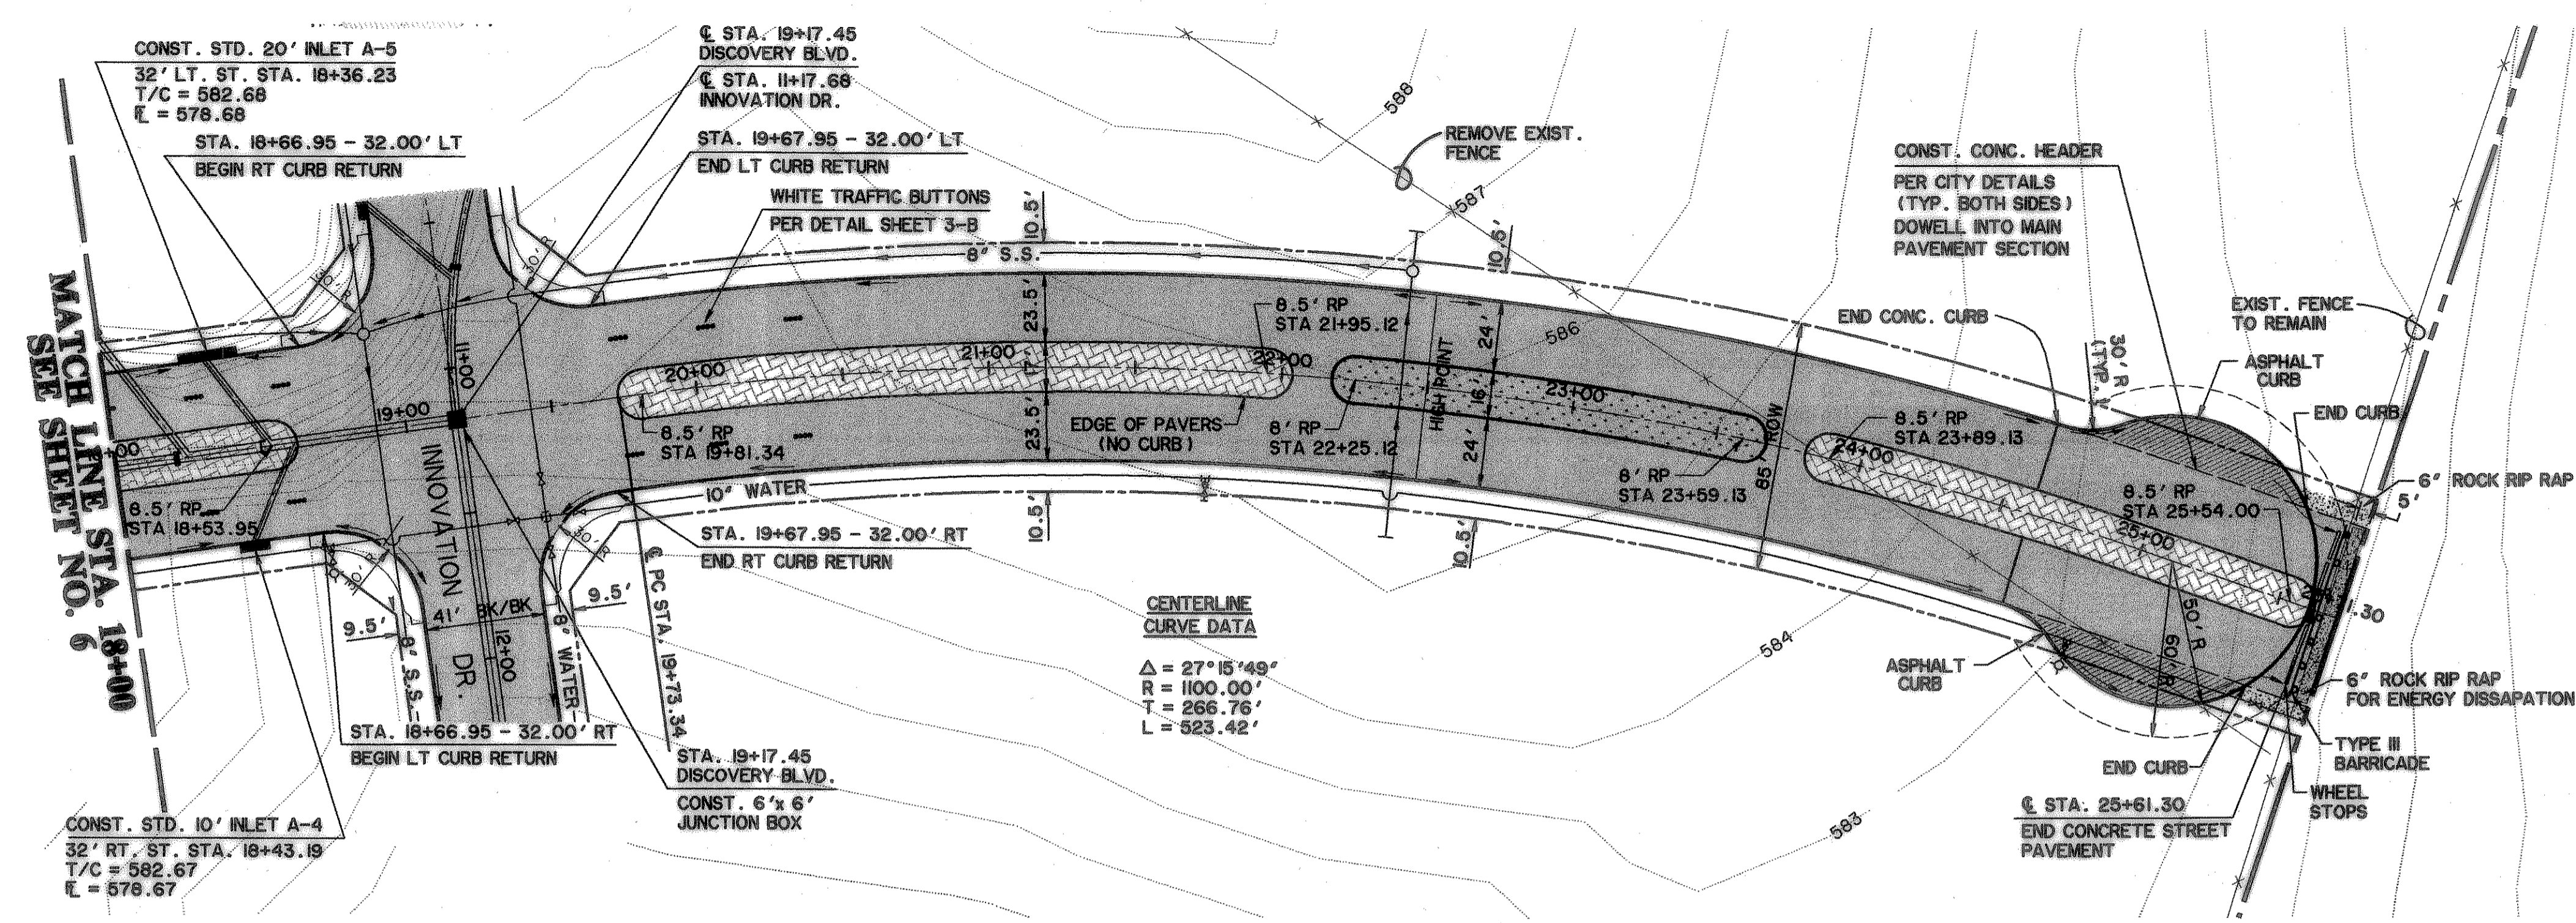 CONST. STD. 20' INLET A-5
32' LT. ST. STA. 18+36.23
T/C = 582.68
FL = 578.68
STA. 18+66.95 - 32.00' LT
BEGIN RT CURB RETURN
℄ STA. 19+17.45
DISCOVERY BLVD.
℄ STA. 11+17.68
INNOVATION DR.
STA. 19+67.95 - 32.00' LT
END LT CURB RETURN
WHITE TRAFFIC BUTTONS
PER DETAIL SHEET 3-B
10.5'
8" S.S.
588
REMOVE EXIST.
FENCE
587
10.5'
CONST. CONC. HEADER
PER CITY DETAILS
(TYP. BOTH SIDES)
DOWELL INTO MAIN
PAVEMENT SECTION
EXIST. FENCE
TO REMAIN
END CONC. CURB
30' R
(TYP.)
ASPHALT
CURB
END CURB
6" ROCK RIP RAP
5'
MATCH LINE STA. 18+00
SEE SHEET NO. 6
30' R
30' R
11+00
19+00
20+00
21+00
22+00
23+00
24+00
25+00
23.5'
17'
23.5'
8.5' RP
STA 21+95.12
586
24'
16'
24'
HIGH POINT
85' ROW
8.5' RP
STA 18+53.95
8.5' RP
STA 19+81.34
EDGE OF PAVERS
(NO CURB)
8' RP
STA 22+25.12
8' RP
STA 23+59.13
8.5' RP
STA 23+89.13
8.5' RP
STA 25+54.00
10" WATER
INNOVATION DR.
30' R
30' R
STA. 19+67.95 - 32.00' RT
END RT CURB RETURN
10.5'
10.5'
9.5'
41' BK/BK
9.5'
8" S.S.
12+00
8" WATER
℄ PC STA. 19+73.34
CENTERLINE
CURVE DATA
Δ = 27°15'49"
R = 1100.00'
T = 266.76'
L = 523.42'
584
583
50' R
60' R
ASPHALT
CURB
6" ROCK RIP RAP
FOR ENERGY DISSAPATION
TYPE III
BARRICADE
END CURB
WHEEL
STOPS
℄ STA. 25+61.30
END CONCRETE STREET
PAVEMENT
STA. 18+66.95 - 32.00' RT
BEGIN LT CURB RETURN
STA. 19+17.45
DISCOVERY BLVD.
CONST. 6'x 6'
JUNCTION BOX
CONST. STD. 10' INLET A-4
32' RT. ST. STA. 18+43.19
T/C = 582.67
FL = 578.67